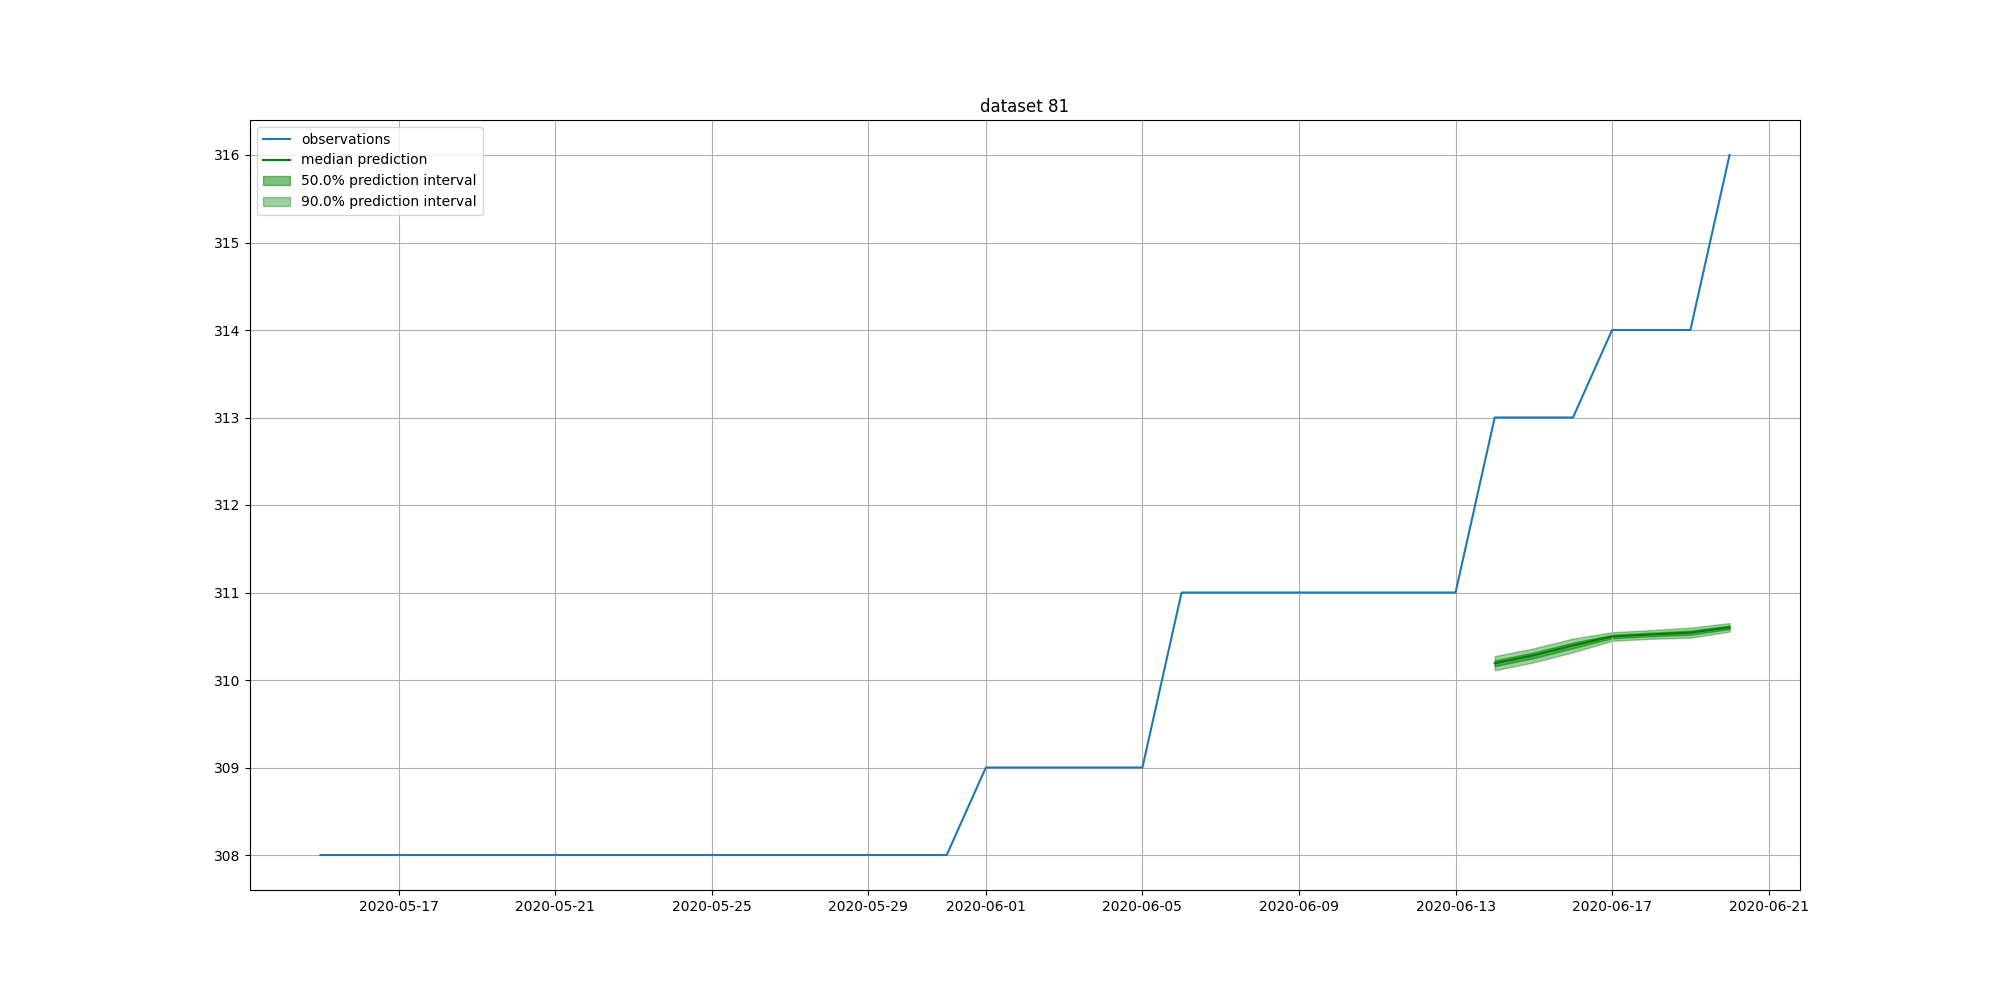 dataset 81
observations
median prediction
50.0% prediction interval
90.0% prediction interval
316
315
314
313
312
311
310
309
308
2020-05-17 2020-05-21 2020-05-25 2020-05-29 2020-06-01 2020-06-05 2020-06-09 2020-06-13 2020-06-17 2020-06-21